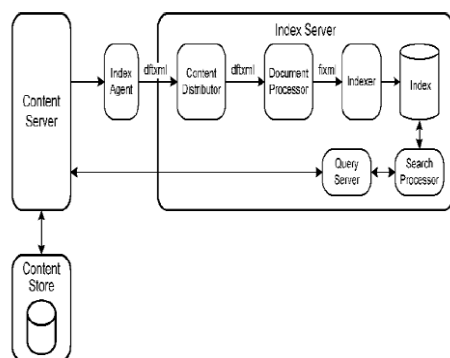 Index Server
Content
Server
Index
Agent
dftxml
Content
Distributor
dftxml
Document
Processor
fixml
Indexer
Index
Query
Server
Search
Processor
Content
Store